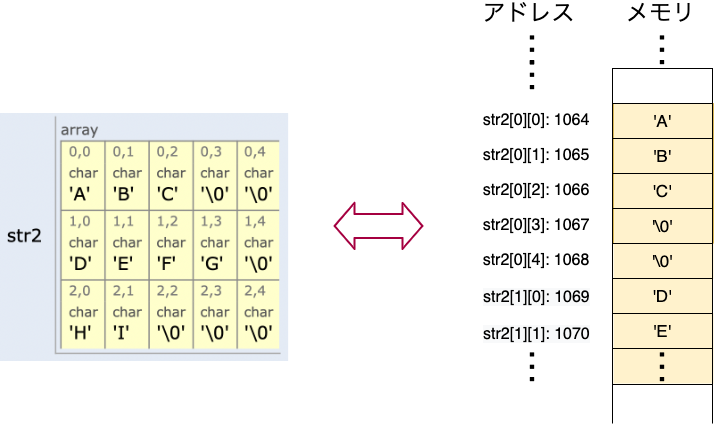 アドレス
メモリ
array
str2
0,0 0,1 0,2 0,3 0,4
char char char char char
'A' 'B' 'C' '\0' '\0'
1,0 1,1 1,2 1,3 1,4
char char char char char
'D' 'E' 'F' 'G' '\0'
2,0 2,1 2,2 2,3 2,4
char char char char char
'H' 'I' '\0' '\0' '\0'
str2[0][0]: 1064 'A'
str2[0][1]: 1065 'B'
str2[0][2]: 1066 'C'
str2[0][3]: 1067 '\0'
str2[0][4]: 1068 '\0'
str2[1][0]: 1069 'D'
str2[1][1]: 1070 'E'